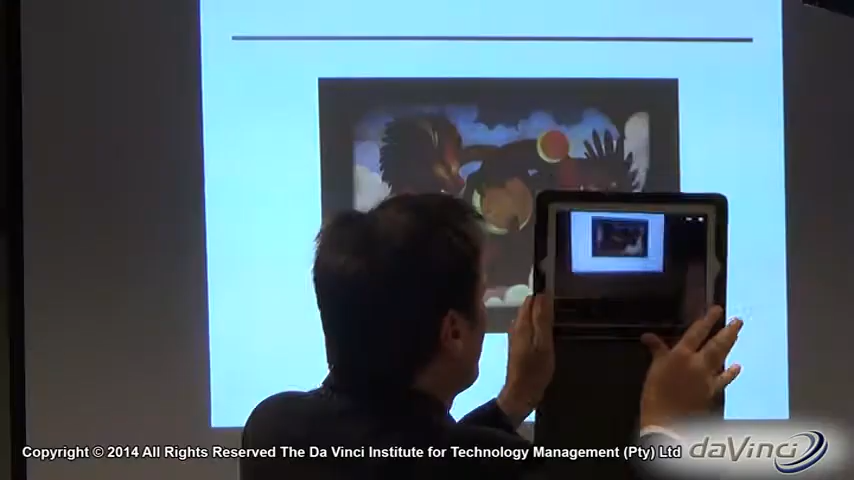 Copyright © 2014 All Rights Reserved The Da Vinci Institute for Technology Management (Pty) Ltd
daVinci